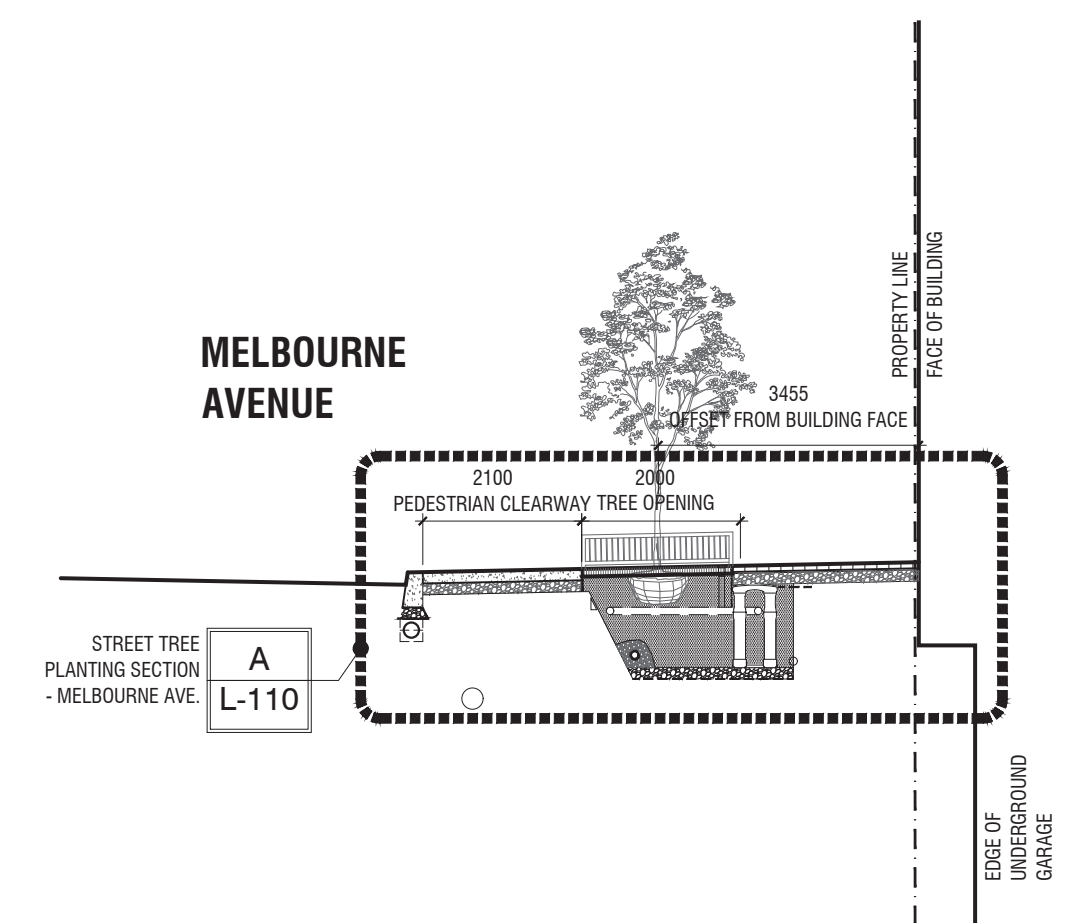 PROPERTY LINE
FACE OF BUILDING
MELBOURNE
AVENUE
3455
OFFSET FROM BUILDING FACE
2100
PEDESTRIAN CLEARWAY
2000
TREE OPENING
STREET TREE
PLANTING SECTION
- MELBOURNE AVE.
A
L-110
EDGE OF
UNDERGROUND
GARAGE